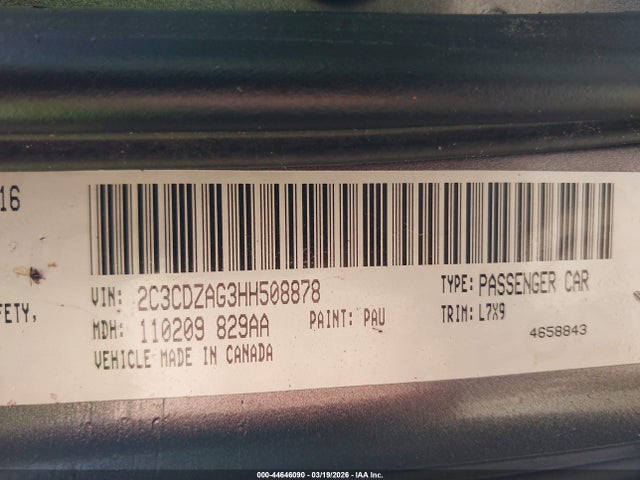 16
FETY,
VIN: 2C3CDZAG3HH508878
TYPE: PASSENGER CAR
MDH: 110209 829AA
PAINT: PAU
TRIM: L7X9
VEHICLE MADE IN CANADA
4658843
000-44646090 - 03/19/2026 - IAA Inc.